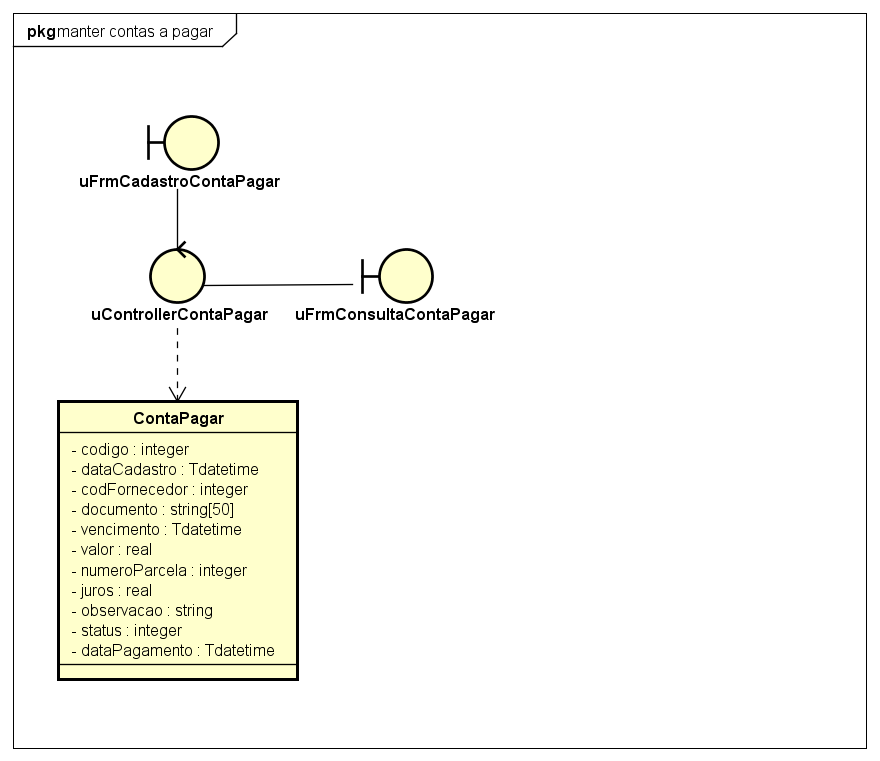 pkg manter contas a pagar
uFrmCadastroContaPagar
uControllerContaPagar
uFrmConsultaContaPagar
ContaPagar
- codigo : integer
- dataCadastro : Tdatetime
- codFornecedor : integer
- documento : string[50]
- vencimento : Tdatetime
- valor : real
- numeroParcela : integer
- juros : real
- observacao : string
- status : integer
- dataPagamento : Tdatetime